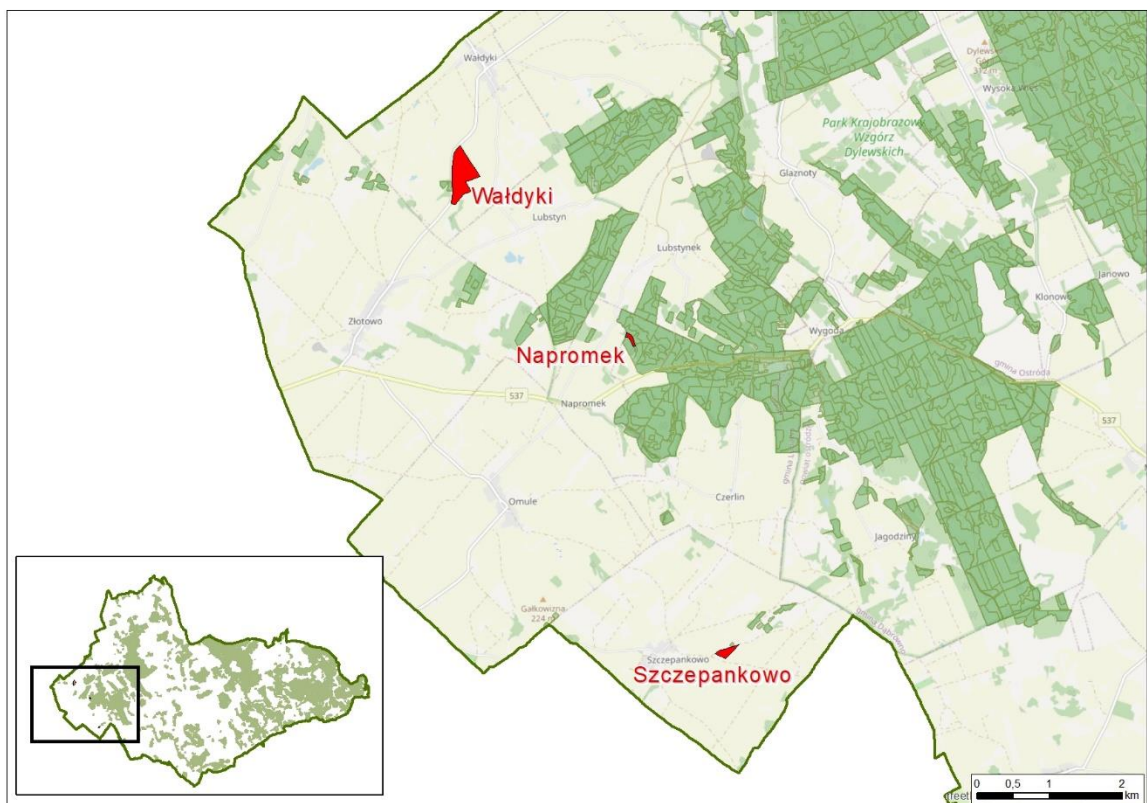 Wałdyki
Wysoka Wieś
Park Krajobrazowy
Wzgórz
Dylewskich
Glaznoty
Wałdyki
Lubstyn
Lubstynek
Janowo
Klonowo
Złotowo
Wygoda
Napromek
gmina Ostróda
537
Napromek
537
Omule
Czerlin
Jagodziny
Gałkowizna
224 m
Szczepankowo
Szczepankowo
0 0,5 1 2
km